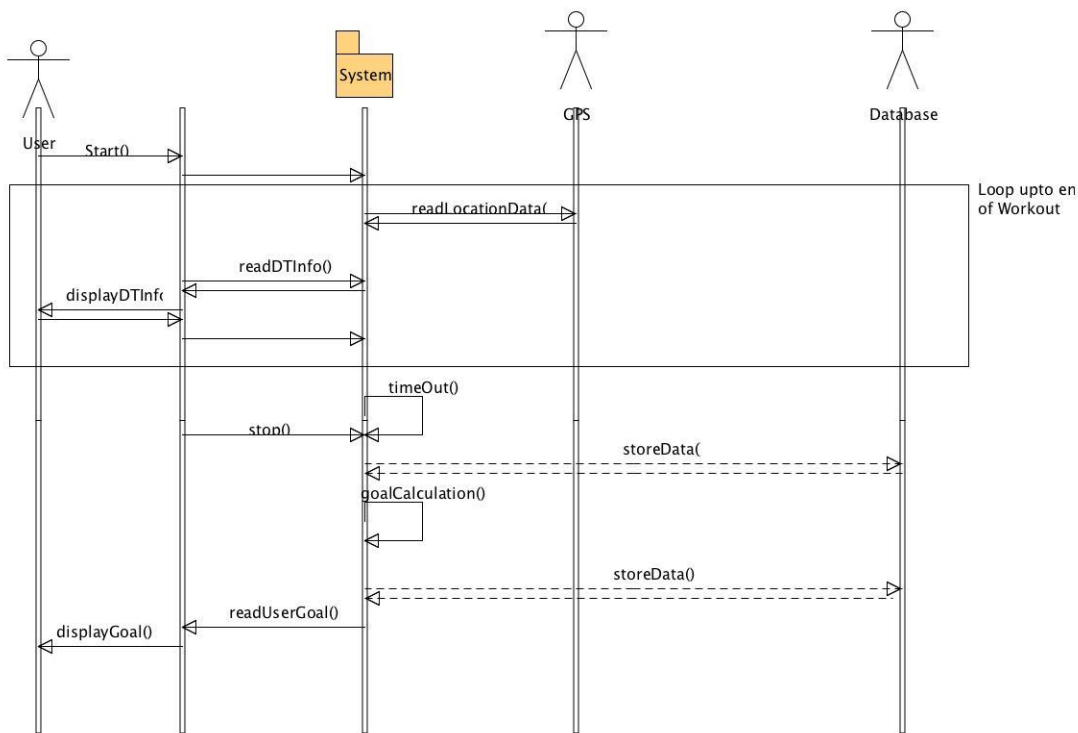 System
GPS
Database
User
Start()
Loop upto en
of Workout
readLocationData(
readDTInfo()
displayDTInfo
timeOut()
stop()
storeData(
goalCalculation()
storeData()
readUserGoal()
displayGoal()